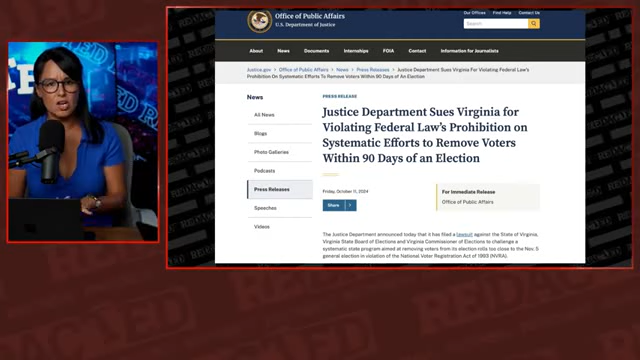 Office of Public Affairs
U.S. Department of Justice
Our Offices
Find Help
Contact Us
Search
About
News
Documents
Internships
FOIA
Contact
Information for Journalists
Justice.gov > Office of Public Affairs > News > Press Releases > Justice Department Sues Virginia for Violating Federal Law's
Prohibition On Systematic Efforts To Remove Voters Within 90 Days of An Election
News
All News
Blogs
Photo Galleries
Podcasts
Press Releases
Speeches
Videos
PRESS RELEASE
Justice Department Sues Virginia for
Violating Federal Law's Prohibition on
Systematic Efforts to Remove Voters
Within 90 Days of an Election
Friday, October 11, 2024
Share >
For Immediate Release
Office of Public Affairs
The Justice Department announced today that it has filed a lawsuit against the State of Virginia,
Virginia State Board of Elections and Virginia Commissioner of Elections to challenge a
systematic state program aimed at removing voters from its election rolls too close to the Nov. 5
general election in violation of the National Voter Registration Act of 1993 (NVRA).
REDACTED